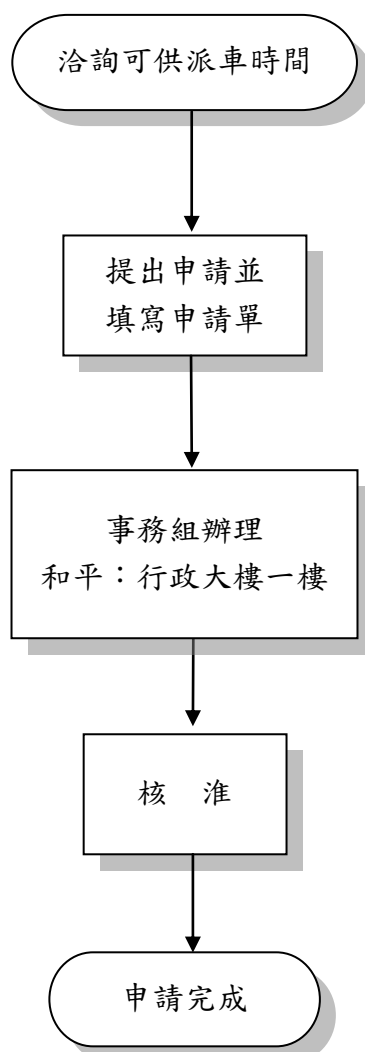 洽詢可供派車時間
提出申請並
填寫申請單
事務組辦理
和平：行政大樓一樓
核　淮
申請完成